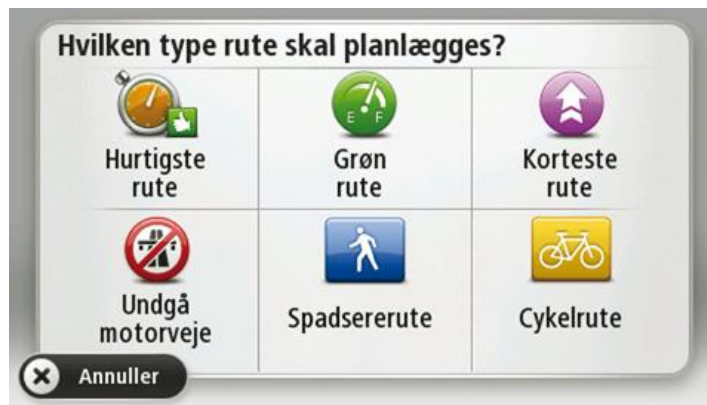 Hvilken type rute skal planlægges?
E F
Hurtigste
rute
Grøn
rute
Korteste
rute
Undgå
motorveje
Spadsererute
Cykelrute
Annuller